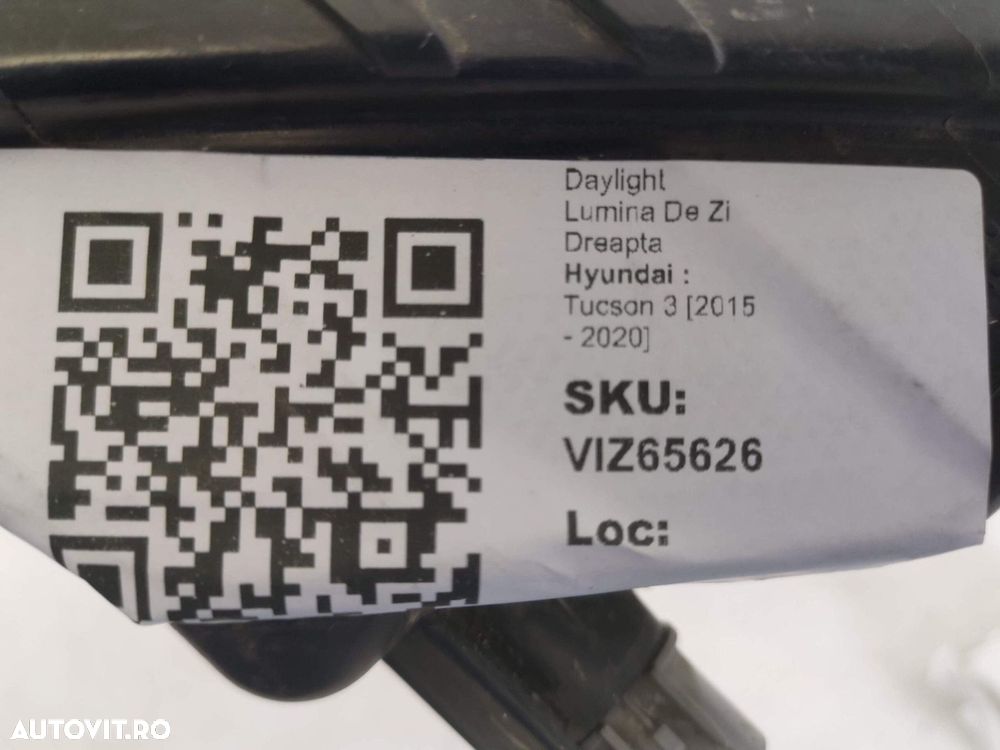 Daylight
Lumina De Zi
Dreapta
Hyundai :
Tucson 3 [2015
- 2020]
SKU:
VIZ65626
Loc:
AUTOVIT.RO